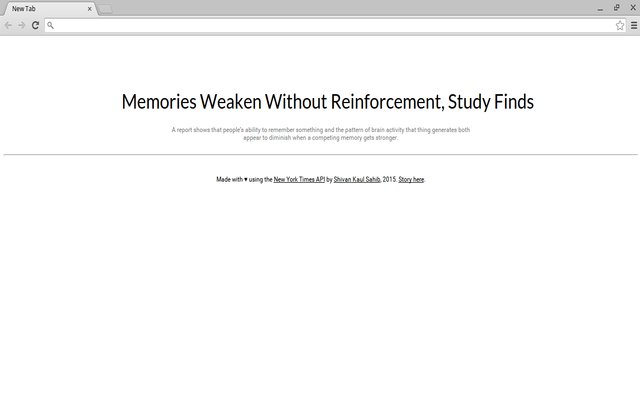 New Tab
Memories Weaken Without Reinforcement, Study Finds
A report shows that people's ability to remember something and the pattern of brain activity that thing generates both
appear to diminish when a competing memory gets stronger.
Made with ♥ using the New York Times API by Shivan Kaul Sahib, 2015. Story here.